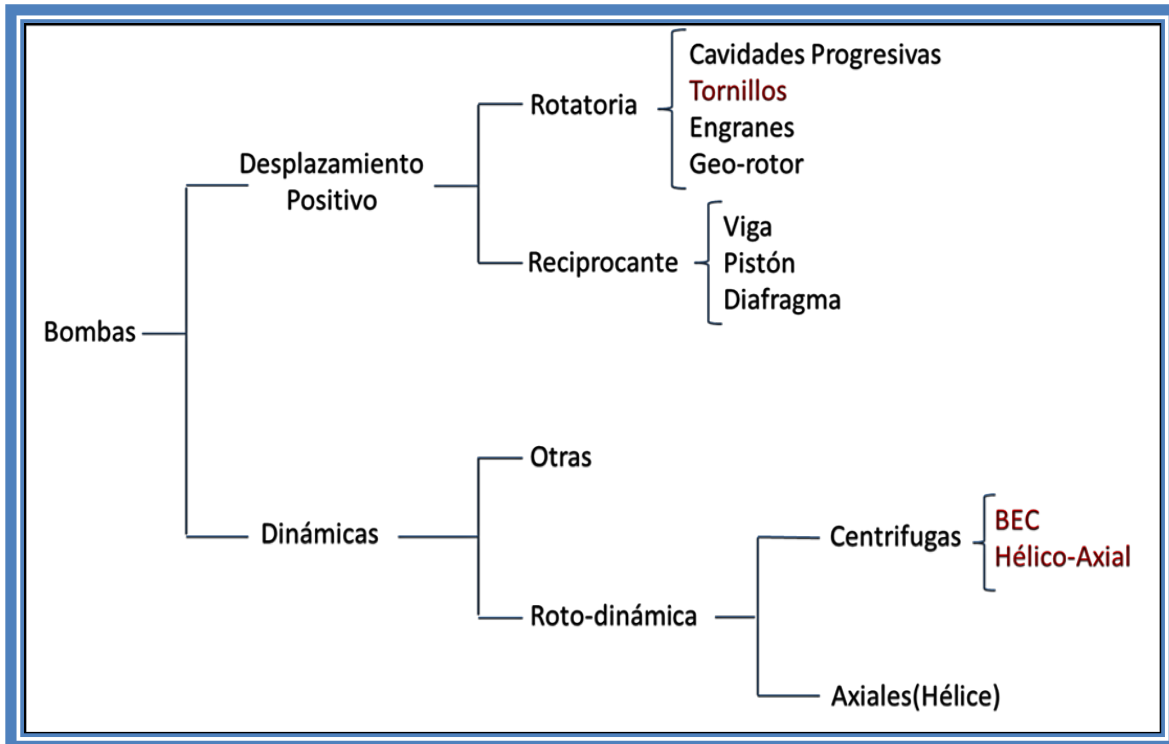 Bombas
Desplazamiento
Positivo
Rotatoria
Cavidades Progresivas
Tornillos
Engranes
Geo-rotor
Reciprocante
Viga
Pistón
Diafragma
Dinámicas
Otras
Roto-dinámica
Centrifugas
BEC
Hélico-Axial
Axiales(Hélice)